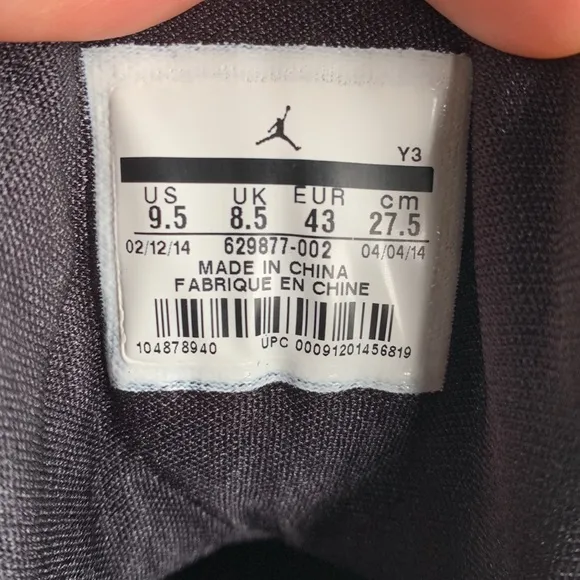 Y3
US UK EUR cm
9.5 8.5 43 27.5
02/12/14 629877-002 04/04/14
MADE IN CHINA
FABRIQUE EN CHINE
104878940 UPC 00091201456819